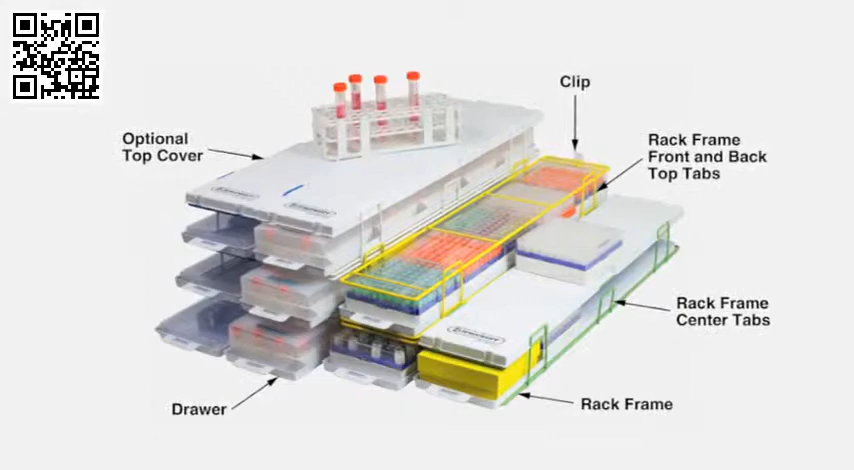 Clip
Optional
Top Cover
Rack Frame
Front and Back
Top Tabs
Rack Frame
Center Tabs
Drawer
Rack Frame